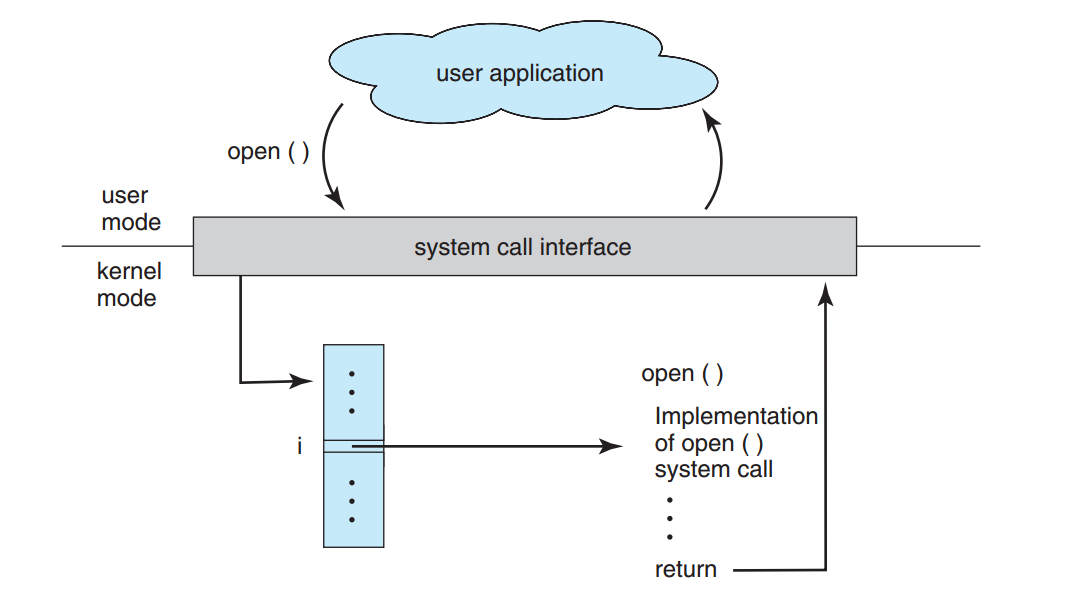 user application
open ( )
user
mode
system call interface
kernel
mode
open ( )
Implementation
of open ( )
system call
i
return